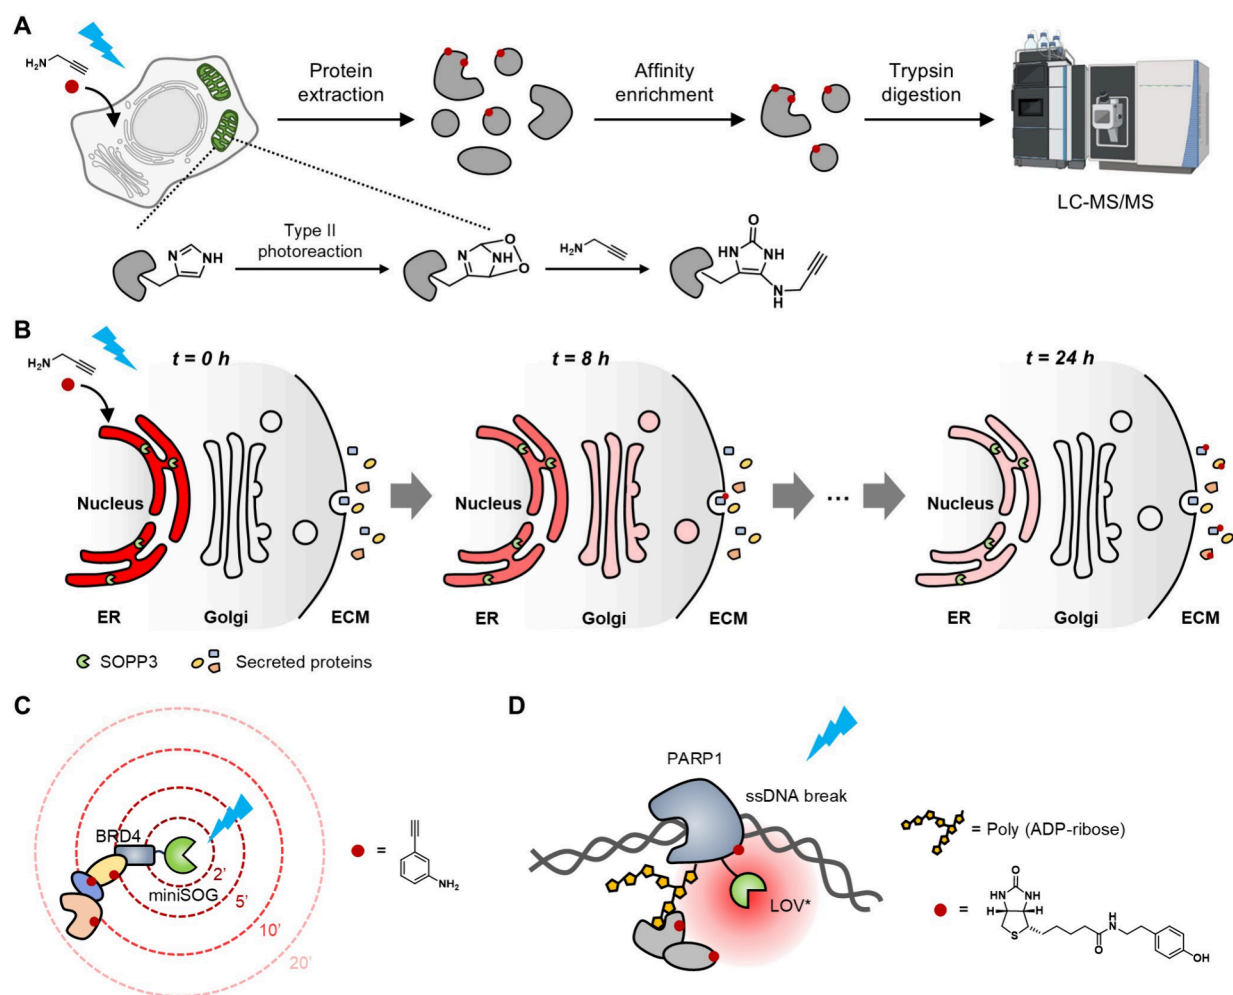 A
H₂N
Protein
extraction
Affinity
enrichment
Trypsin
digestion
LC-MS/MS
N
NH
Type II
photoreaction
N
NH
O
O
H₂N
O
HN
NH
N
H
B
H₂N
t = 0 h
t = 8 h
t = 24 h
Nucleus
Nucleus
...
Nucleus
ER
Golgi
ECM
ER
Golgi
ECM
ER
Golgi
ECM
SOPP3
Secreted proteins
C
BRD4
miniSOG
2'
5'
10'
20'
=
NH₂
D
PARP1
ssDNA break
LOV*
= Poly (ADP-ribose)
=
O
HN
NH
H
H
S
O
H
N
OH